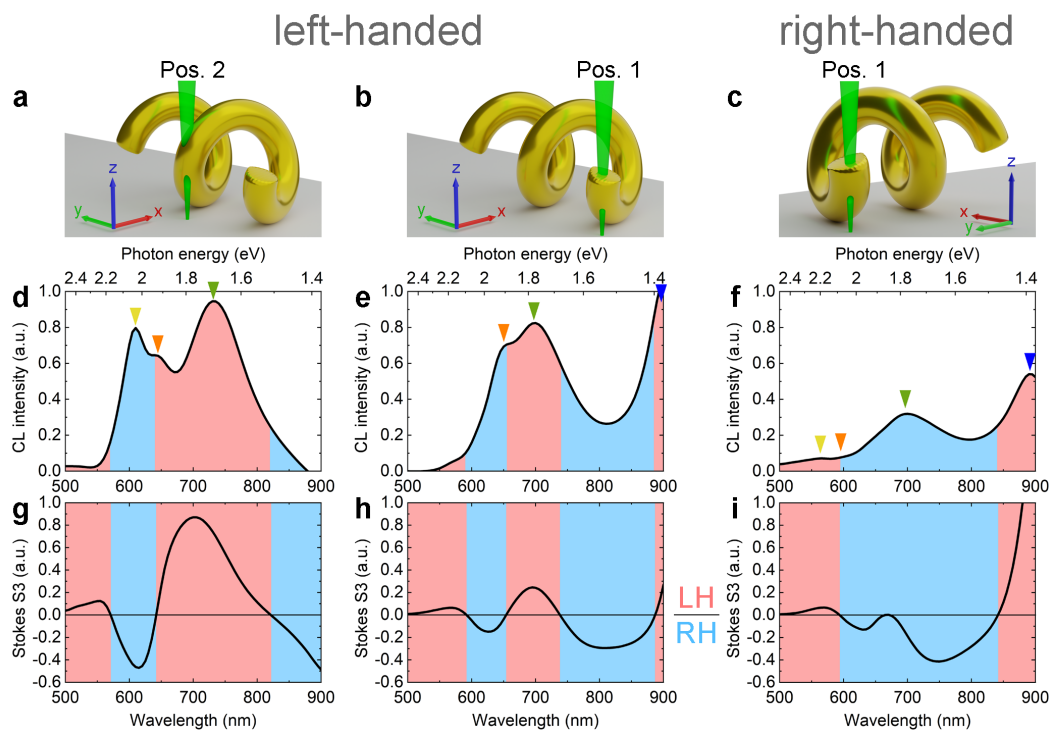 left-handed right-handed
Pos. 2 Pos. 1 Pos. 1
a b c
z y x z y x z x y
Photon energy (eV) Photon energy (eV) Photon energy (eV)
2.4 2.2 2 1.8 1.6 1.4 2.4 2.2 2 1.8 1.6 1.4 2.4 2.2 2 1.8 1.6 1.4
d e f
CL intensity (a.u.) CL intensity (a.u.) CL intensity (a.u.)
1.0 1.0 1.0
0.8 0.8 0.8
0.6 0.6 0.6
0.4 0.4 0.4
0.2 0.2 0.2
0.0 0.0 0.0
g h i
Stokes S3 (a.u.) Stokes S3 (a.u.) Stokes S3 (a.u.)
1.0 1.0 1.0
0.8 0.8 0.8
0.6 0.6 0.6
0.4 0.4 0.4
0.2 0.2 0.2
LH
0.0 0.0 0.0
RH
-0.2 -0.2 -0.2
-0.4 -0.4 -0.4
-0.6 -0.6 -0.6
500 600 700 800 900 500 600 700 800 900 500 600 700 800 900
Wavelength (nm) Wavelength (nm) Wavelength (nm)